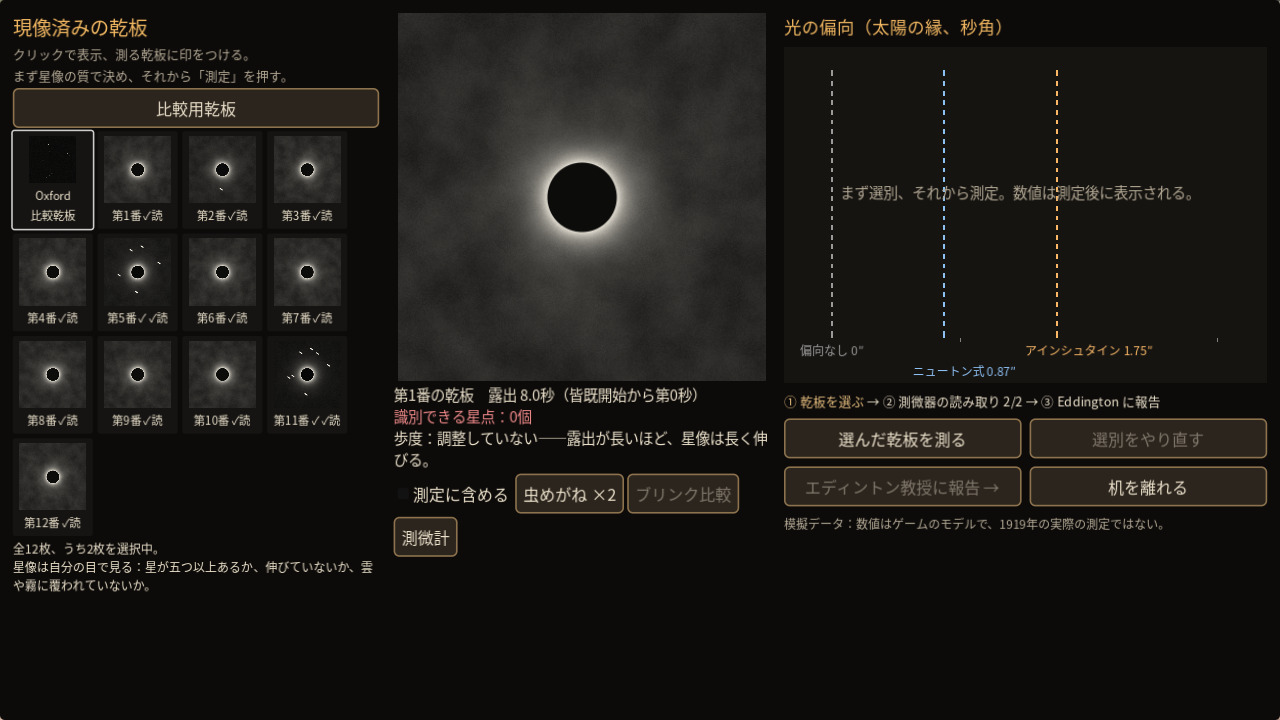 現像済みの乾板
クリックで表示、測る乾板に印をつける。
まず星像の質で決め、それから「測定」を押す。
比較用乾板
Oxford
比較乾板
第1番✓読
第2番✓読
第3番✓読
第4番✓読
第5番✓✓読
第6番✓読
第7番✓読
第8番✓読
第9番✓読
第10番✓読
第11番✓✓読
第12番✓読
全12枚、うち2枚を選択中。
星像は自分の目で見る：星が五つ以上あるか、伸びていないか、雲
や霧に覆われていないか。
第1番の乾板　露出 8.0秒（皆既開始から第0秒）
識別できる星点：0個
歩度：調整していない──露出が長いほど、星像は長く伸
びる。
測定に含める
虫めがね ×2
ブリンク比較
測微計
光の偏向（太陽の縁、秒角）
まず選別、それから測定。数値は測定後に表示される。
偏向なし 0″
アインシュタイン 1.75″
ニュートン式 0.87″
① 乾板を選ぶ → ② 測微器の読み取り 2/2 → ③ Eddington に報告
選んだ乾板を測る
選別をやり直す
エディントン教授に報告 →
机を離れる
模擬データ：数値はゲームのモデルで、1919年の実際の測定ではない。